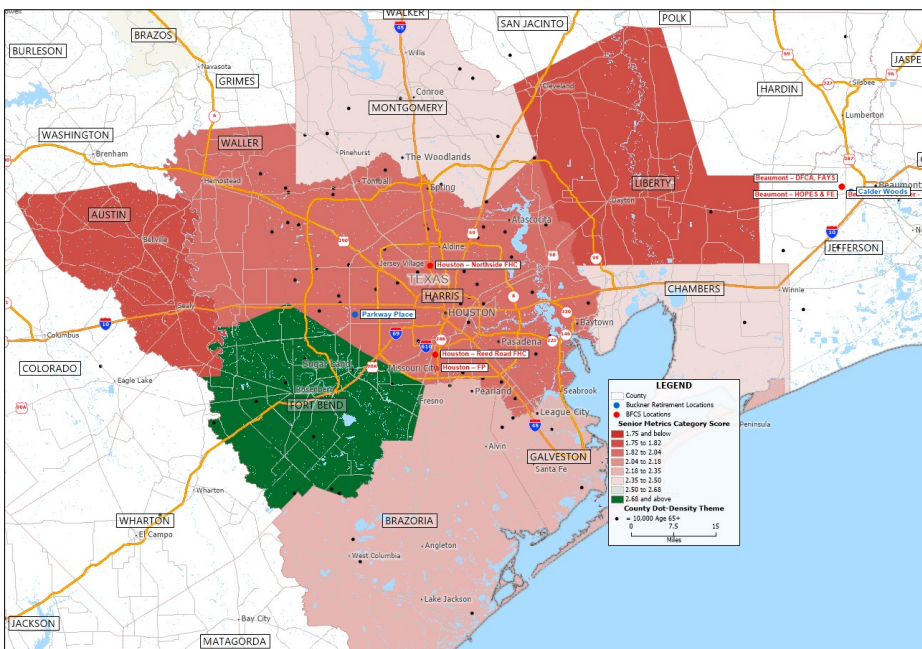 WALKER
SAN JACINTO
POLK
BRAZOS
BURLESON
Navasota
GRIMES
Willis
Cleveland
HARDIN
JASPE
Silsbee
Conroe
MONTGOMERY
Lumberton
WASHINGTON
WALLER
Brenham
Pinehurst
The Woodlands
Hempstead
Tomball
Spring
LIBERTY
Beaumont – DFCA, FAYS
Beaumont
Calder Woods
Beaumont – HOPES & FE
AUSTIN
Dayton
Atascocita
Bellville
Aldine
JEFFERSON
Jersey Village
Houston – Northside FHC
TEXAS
CHAMBERS
Winnie
HARRIS
Sealy
Parkway Place
HOUSTON
Baytown
Columbus
Pasadena
Houston – Reed Road FHC
COLORADO
Sugar Land
Missouri City
Houston – FP
Eagle Lake
Rosenberg
FORT BEND
Fresno
Pearland
Seabrook
League City
Peninsula
Alvin
GALVESTON
Santa Fe
Wharton
WHARTON
El Campo
BRAZORIA
Angleton
West Columbia
Lake Jackson
Bay City
JACKSON
MATAGORDA
LEGEND
County
Buckner Retirement Locations
BFCS Locations
Senior Metrics Category Score
1.75 and below
1.75 to 1.82
1.82 to 2.04
2.04 to 2.18
2.18 to 2.35
2.35 to 2.50
2.50 to 2.68
2.68 and above
County Dot-Density Theme
= 10,000 Age 65+
0 7.5 15
Miles